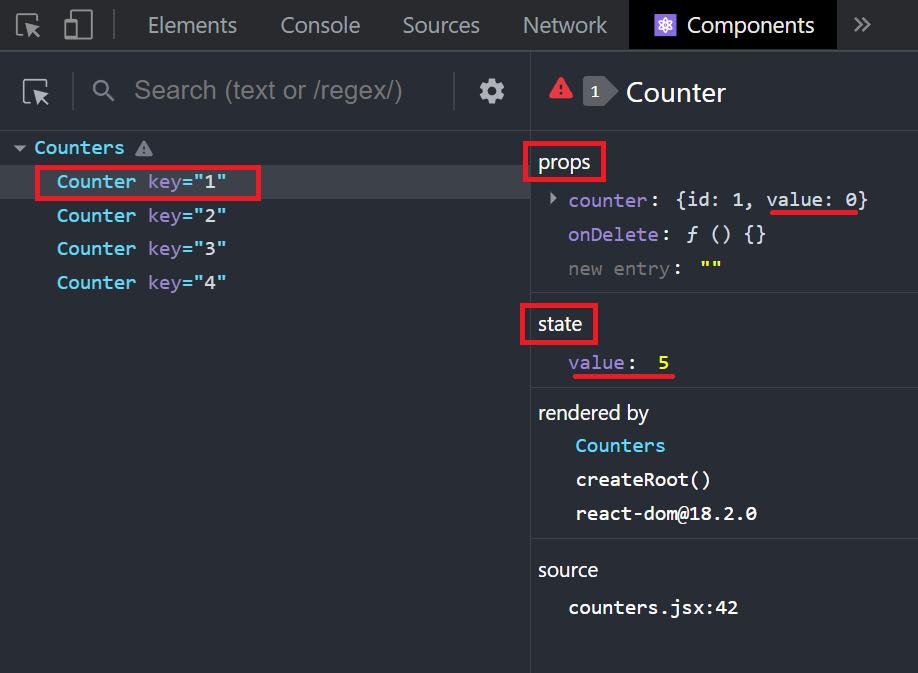 Elements Console Sources Network Components
Search (text or /regex/)
1 Counter
Counters
Counter key="1"
Counter key="2"
Counter key="3"
Counter key="4"
props
counter: {id: 1, value: 0}
onDelete: ƒ () {}
new entry: ""
state
value: 5
rendered by
Counters
createRoot()
react-dom@18.2.0
source
counters.jsx:42